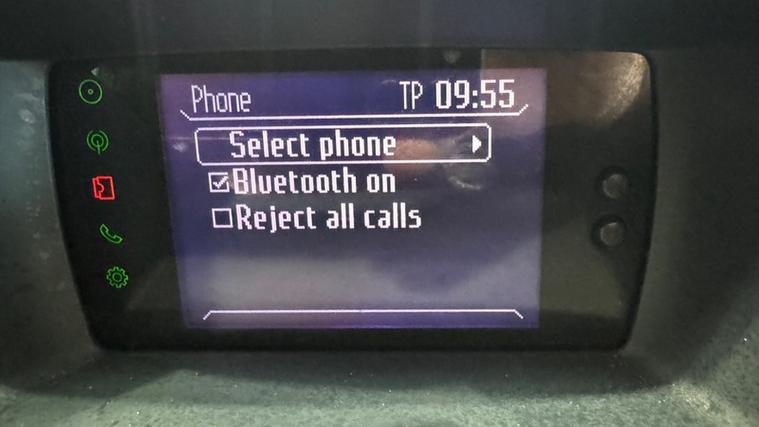 Phone TP 09:55
Select phone
Bluetooth on
Reject all calls